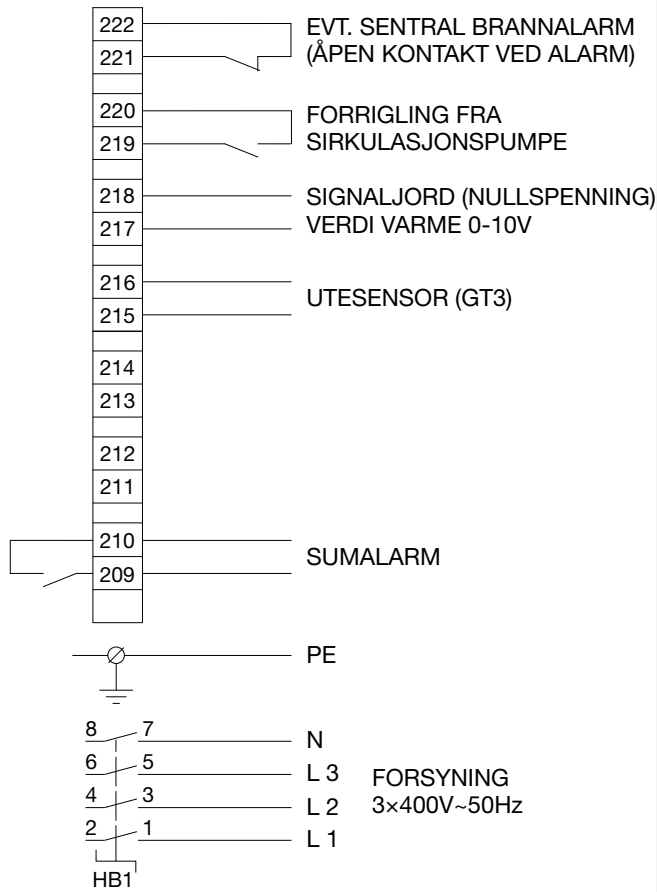 222 EVT. SENTRAL BRANNALARM
221 (ÅPEN KONTAKT VED ALARM)
220 FORRIGLING FRA
219 SIRKULASJONSPUMPE
218 SIGNALJORD (NULLSPENNING)
217 VERDI VARME 0-10V
216
UTESENSOR (GT3)
215
214
213
212
211
210
SUMALARM
209
PE
8 7 N
6 5 L 3 FORSYNING
4 3 L 2 3×400V~50Hz
2 1 L 1
HB1